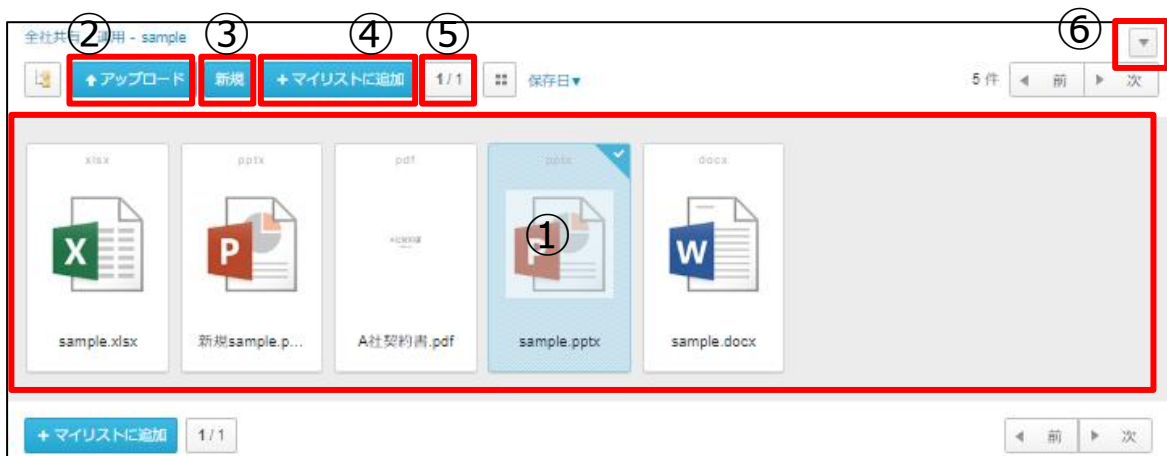 ② ③ ④ ⑤ ⑥
全社共有 運用 - sample
アップロード 新規 +マイリストに追加 1 / 1 保存日▼ 5 件 ◀ 前 ▶ 次
xlsx pptx pdf pptx docx
X P ① P W
sample.xlsx 新規sample.p... A社契約書.pdf sample.pptx sample.docx
+ マイリストに追加 1 / 1 ◀ 前 ▶ 次